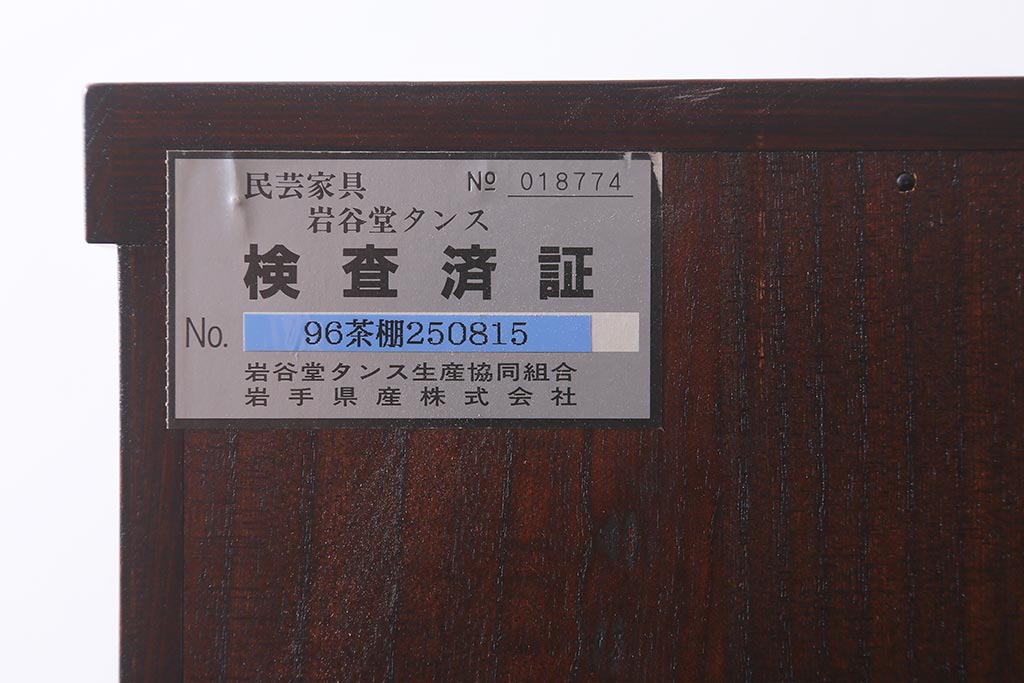 民芸家具 № 018774
岩谷堂タンス
検査済証
No. 96茶棚250815
岩谷堂タンス生産協同組合
岩手県産株式会社